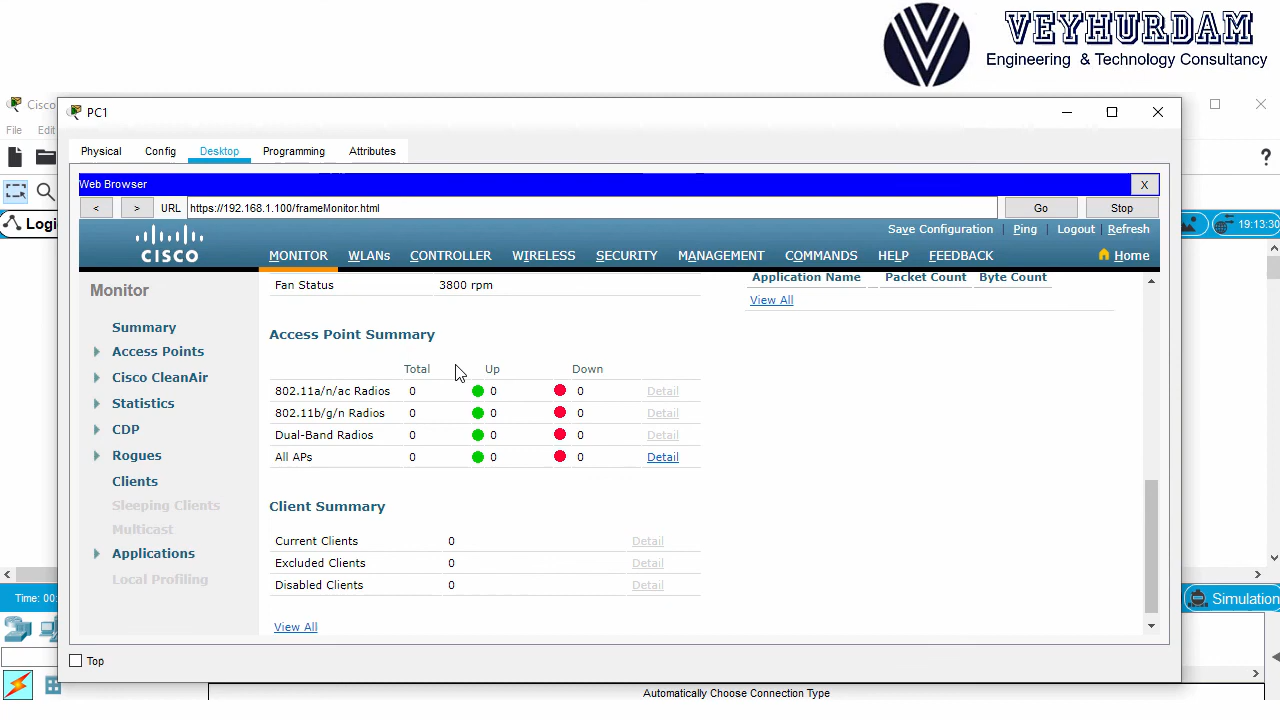 VEYHURDAM
Engineering & Technology Consultancy
Cisco
PC1
File Edit
Physical Config Desktop Programming Attributes
?
Web Browser X
< > URL https://192.168.1.100/frameMonitor.html Go Stop
Logi
19:13:30
Save Configuration | Ping | Logout | Refresh
CISCO
MONITOR WLANs CONTROLLER WIRELESS SECURITY MANAGEMENT COMMANDS HELP FEEDBACK Home
Monitor
Summary
Access Points
Cisco CleanAir
Statistics
CDP
Rogues
Clients
Sleeping Clients
Multicast
Applications
Local Profiling
Fan Status 3800 rpm
Application Name Packet Count Byte Count
View All
Access Point Summary
Total Up Down
802.11a/n/ac Radios 0 0 0 Detail
802.11b/g/n Radios 0 0 0 Detail
Dual-Band Radios 0 0 0 Detail
All APs 0 0 0 Detail
Client Summary
Current Clients 0 Detail
Excluded Clients 0 Detail
Disabled Clients 0 Detail
View All
Time: 00:
Simulation
Top
Automatically Choose Connection Type